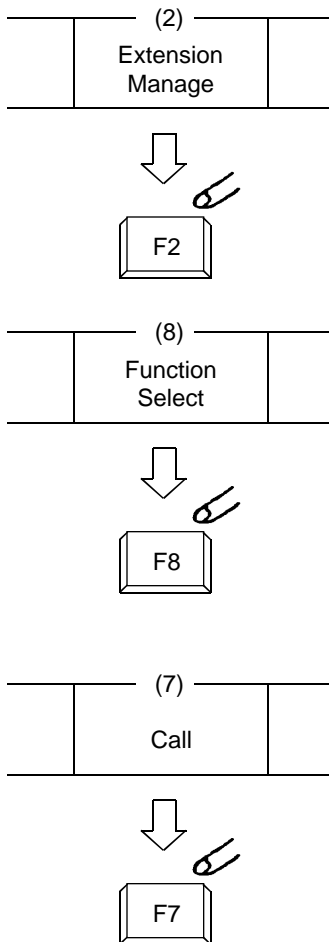 (2)
Extension
Manage
F2
(8)
Function
Select
F8
(7)
Call
F7